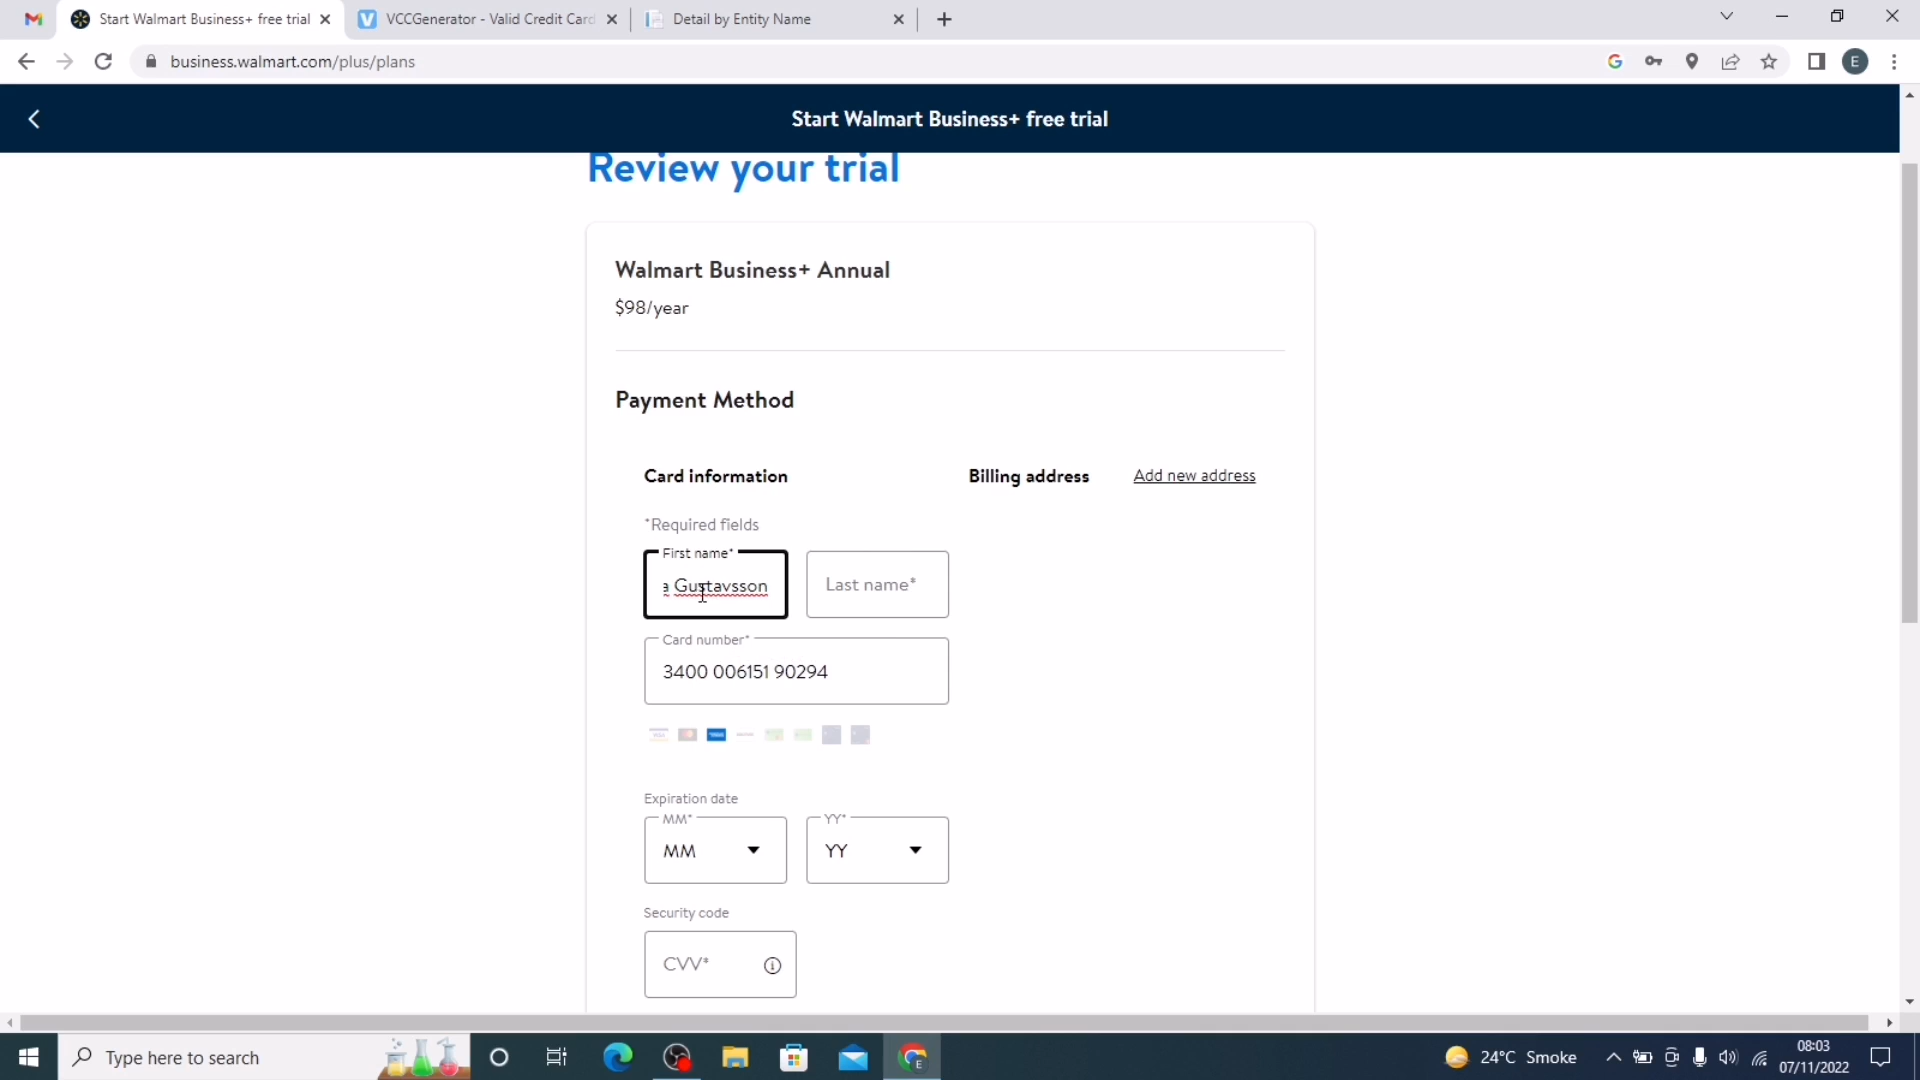 Start Walmart Business+ free trial
VCCGenerator - Valid Credit Card
Detail by Entity Name
business.walmart.com/plus/plans
E
Start Walmart Business+ free trial
Review your trial
Walmart Business+ Annual
$98/year
Payment Method
Card information
Billing address
Add new address
*Required fields
First name*
a Gustavsson
Last name*
Card number*
3400 006151 90294
Expiration date
MM*
MM
YY*
YY
Security code
CVV*
Type here to search
24°C Smoke
08:03
07/11/2022